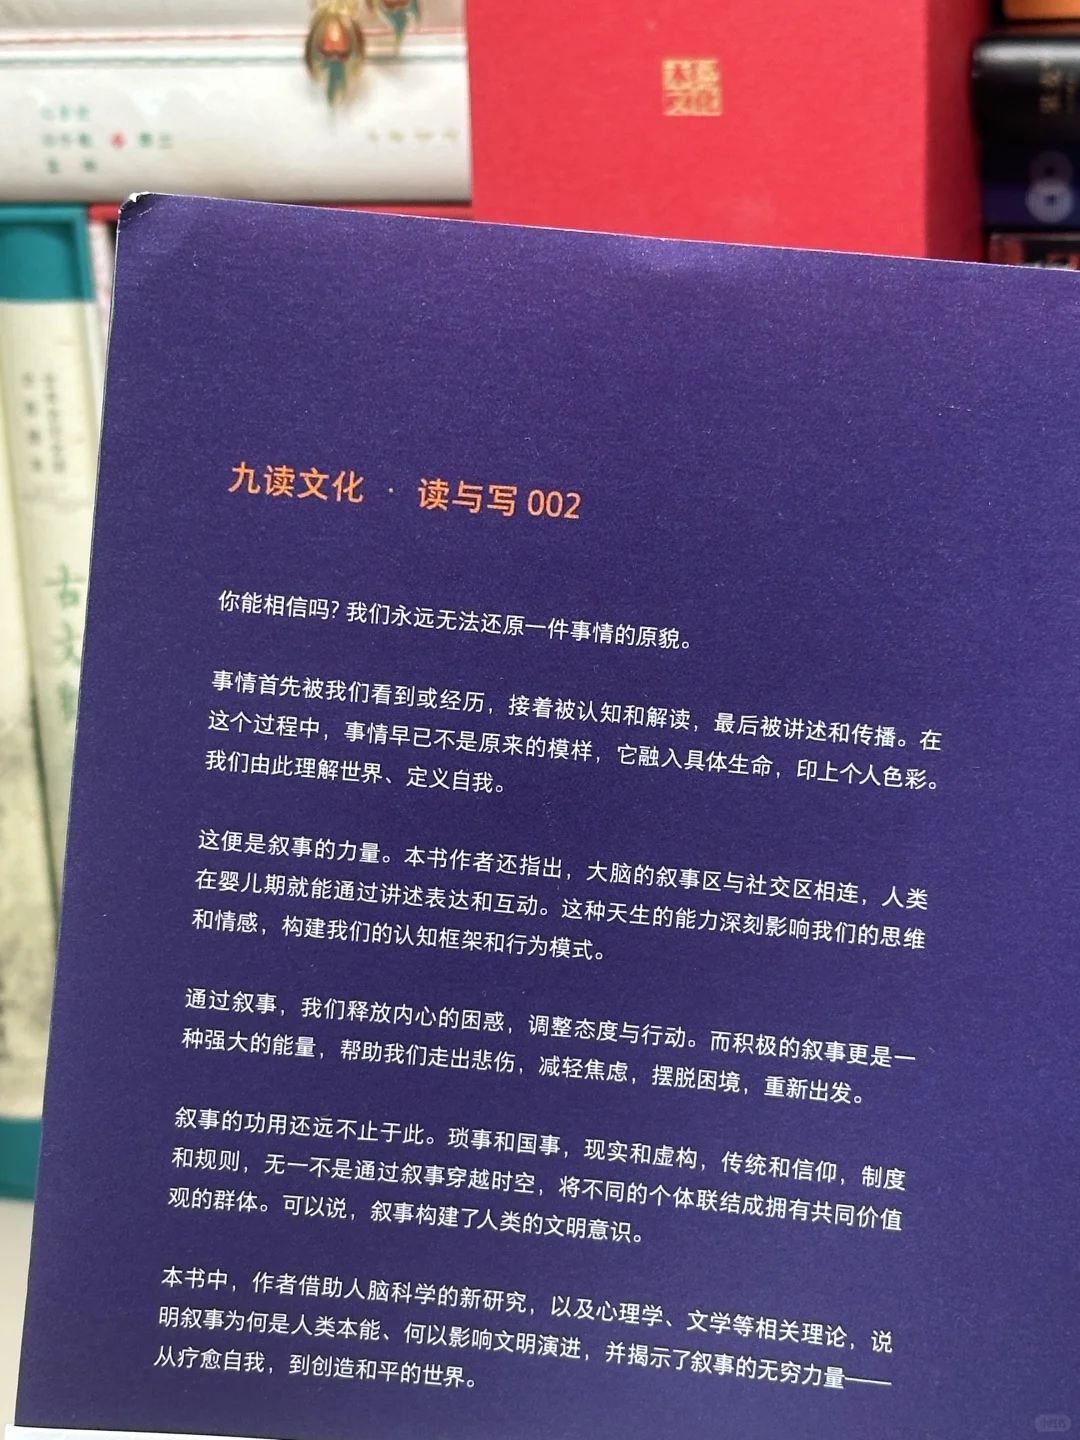 九读文化 · 读与写 002
你能相信吗？我们永远无法还原一件事情的原貌。
事情首先被我们看到或经历，接着被认知和解读，最后被讲述和传播。在
这个过程中，事情早已不是原来的模样，它融入具体生命，印上个人色彩。
我们由此理解世界、定义自我。
这便是叙事的力量。本书作者还指出，大脑的叙事区与社交区相连，人类
在婴儿期就能通过讲述表达和互动。这种天生的能力深刻影响我们的思维
和情感，构建我们的认知框架和行为模式。
通过叙事，我们释放内心的困惑，调整态度与行动。而积极的叙事更是一
种强大的能量，帮助我们走出悲伤，减轻焦虑，摆脱困境，重新出发。
叙事的功用还远不止于此。琐事和国事，现实和虚构，传统和信仰，制度
和规则，无一不是通过叙事穿越时空，将不同的个体联结成拥有共同价值
观的群体。可以说，叙事构建了人类的文明意识。
本书中，作者借助人脑科学的新研究，以及心理学、文学等相关理论，说
明叙事为何是人类本能、何以影响文明演进，并揭示了叙事的无穷力量——
从疗愈自我，到创造和平的世界。